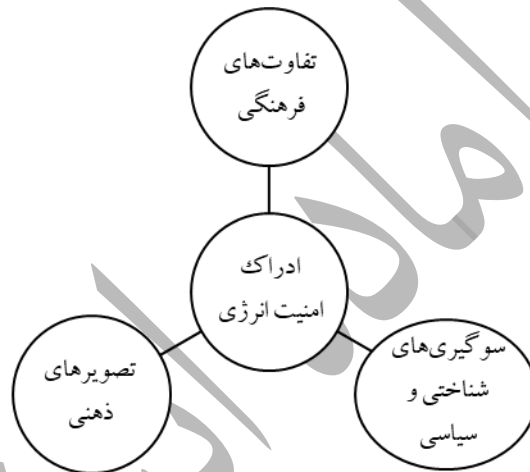 تفاوت‌های
فرهنگی
ادراک
امنیت انرژی
سوگیری‌های
شناختی و
سیاسی
تصویرهای
ذهنی